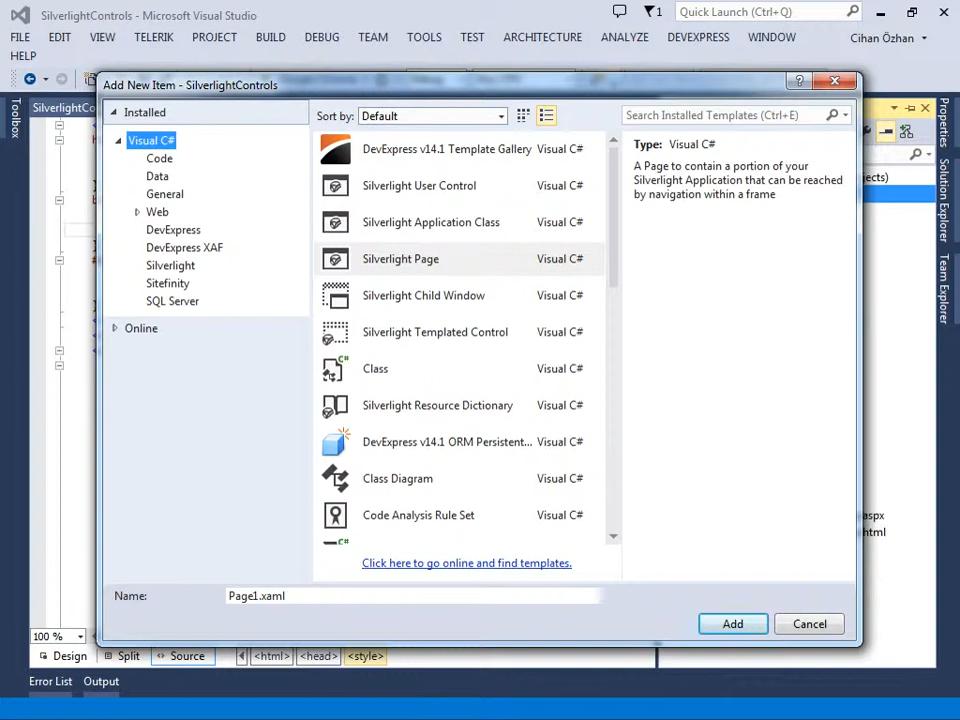 SilverlightControls - Microsoft Visual Studio
1
Quick Launch (Ctrl+Q)
FILE EDIT VIEW TELERIK PROJECT BUILD DEBUG TEAM TOOLS TEST ARCHITECTURE ANALYZE DEVEXPRESS WINDOW
Cihan Özhan
HELP
Add New Item - SilverlightControls
Toolbox
SilverlightCo
Properties
Solution Explorer
Team Explorer
Installed
Sort by: Default
Search Installed Templates (Ctrl+E)
Visual C#
Code
Data
General
Web
DevExpress
DevExpress XAF
Silverlight
Sitefinity
SQL Server
Online
DevExpress v14.1 Template Gallery Visual C#
Silverlight User Control Visual C#
Silverlight Application Class Visual C#
Silverlight Page Visual C#
Silverlight Child Window Visual C#
Silverlight Templated Control Visual C#
Class Visual C#
Silverlight Resource Dictionary Visual C#
DevExpress v14.1 ORM Persistent... Visual C#
Class Diagram Visual C#
Code Analysis Rule Set Visual C#
Click here to go online and find templates.
Type: Visual C#
A Page to contain a portion of your
Silverlight Application that can be reached
by navigation within a frame
ects)
aspx
html
Name: Page1.xaml
Add Cancel
100 %
Design Split Source <html> <head> <style>
Error List Output